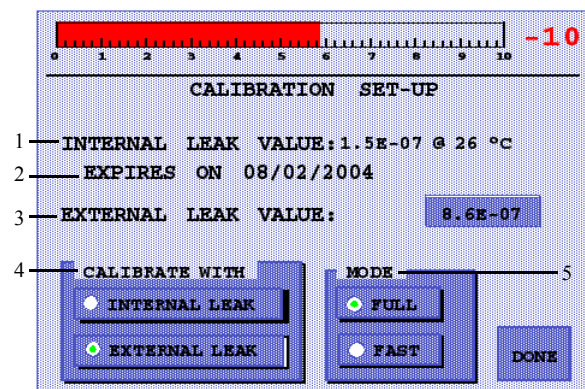 -10
0 1 2 3 4 5 6 7 8 9 10
CALIBRATION SET-UP
1 INTERNAL LEAK VALUE: 1.5E-07 @ 26 ºC
2 EXPIRES ON 08/02/2004
3 EXTERNAL LEAK VALUE: 8.6E-07
4 CALIBRATE WITH MODE 5
INTERNAL LEAK FULL
EXTERNAL LEAK FAST DONE